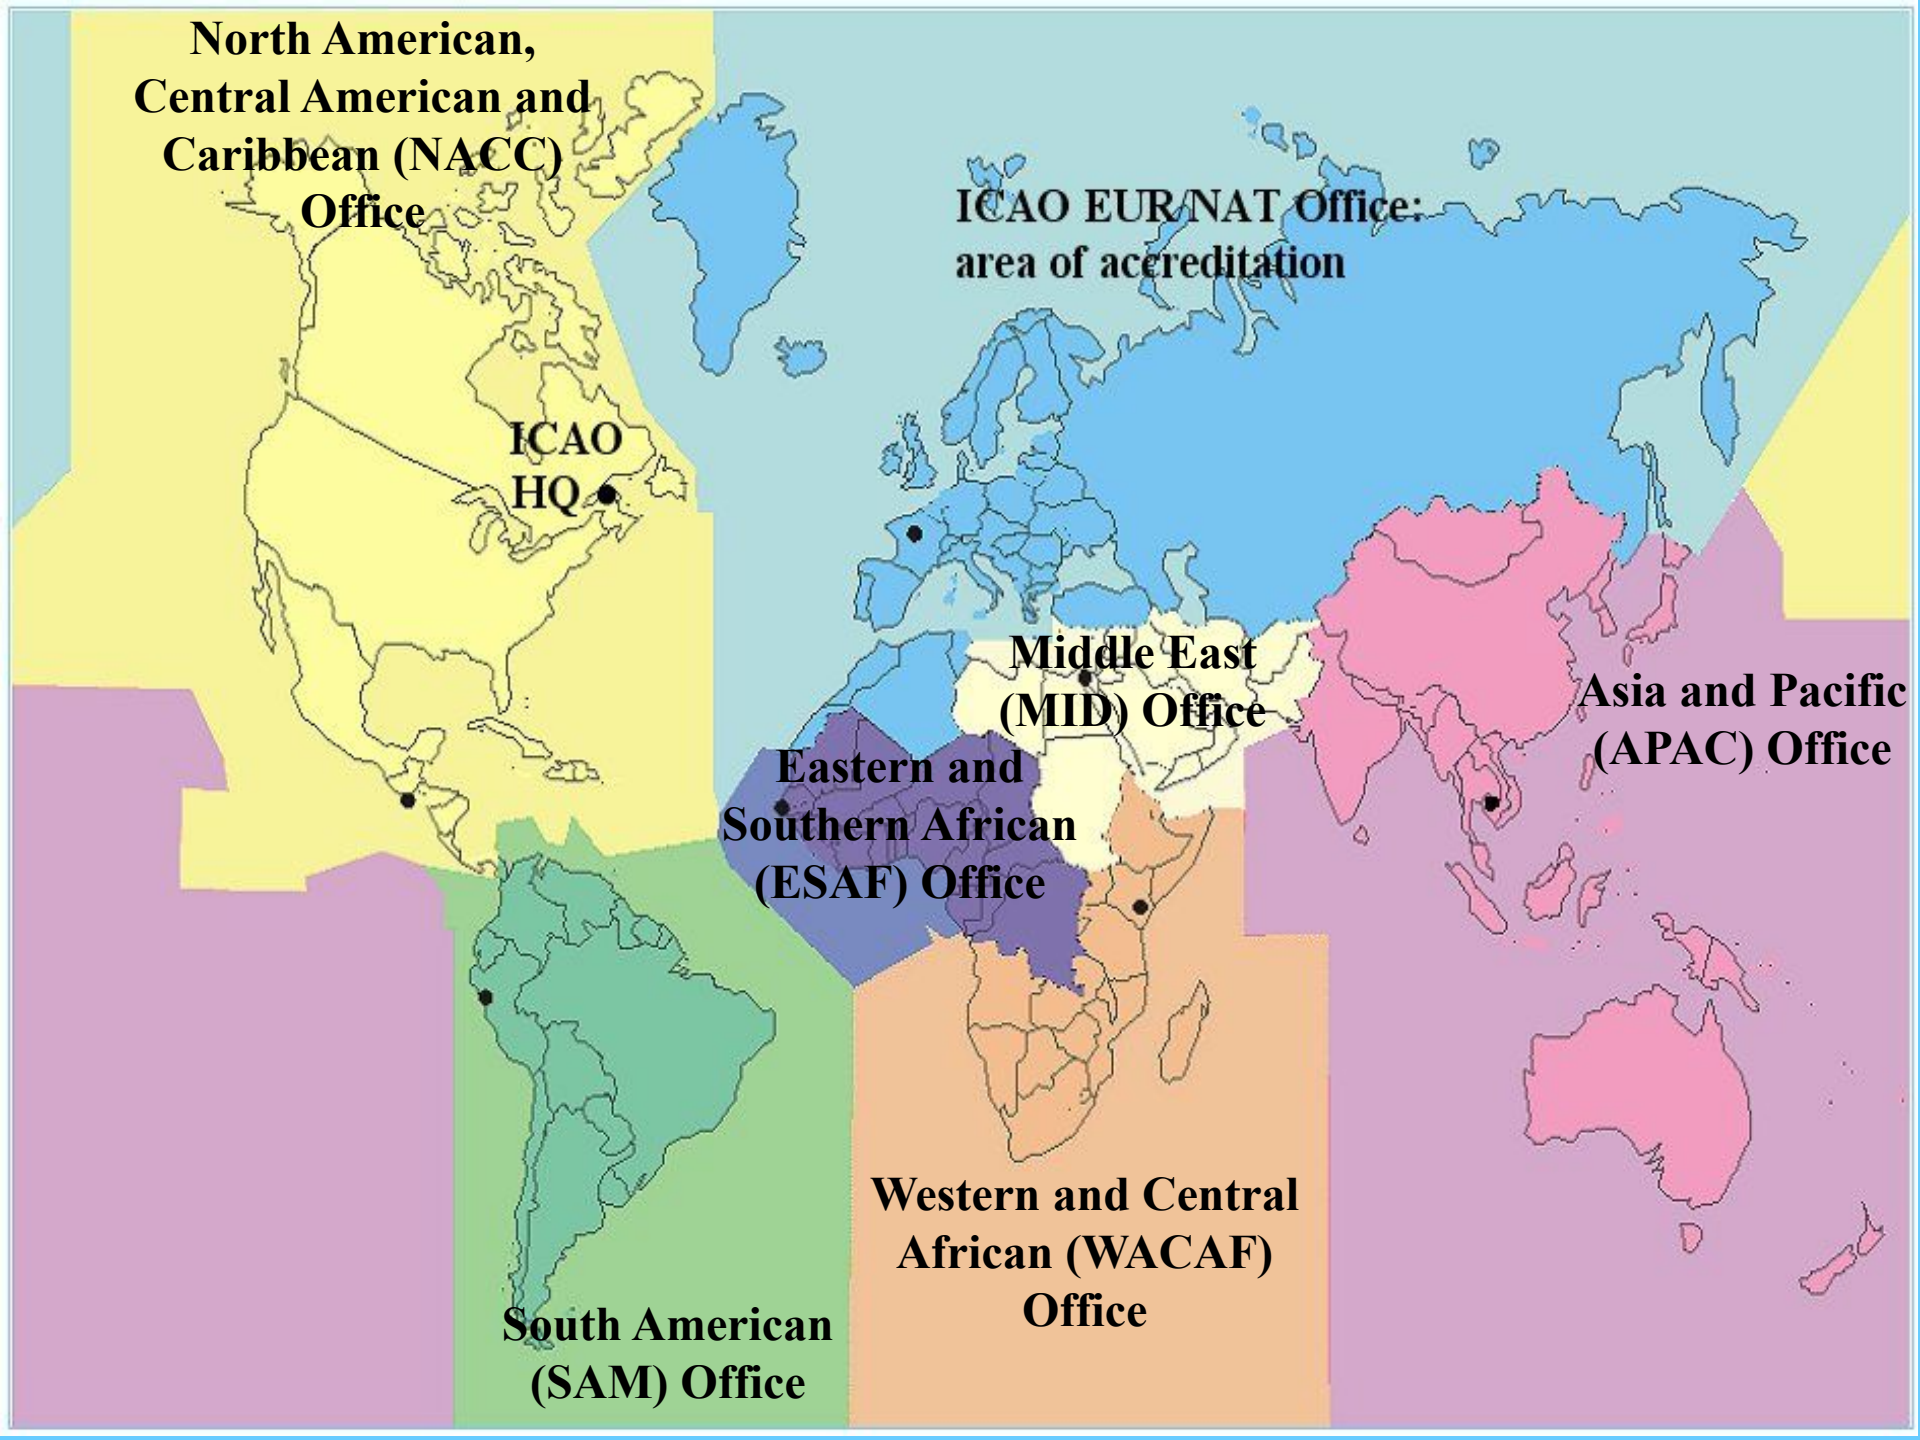 North American,
Central American and
Caribbean (NACC)
Office
ICAO EUR/NAT Office:
area of accreditation
ICAO
HQ
Middle East
(MID) Office
Asia and Pacific
(APAC) Office
Eastern and
Southern African
(ESAF) Office
Western and Central
African (WACAF)
Office
South American
(SAM) Office